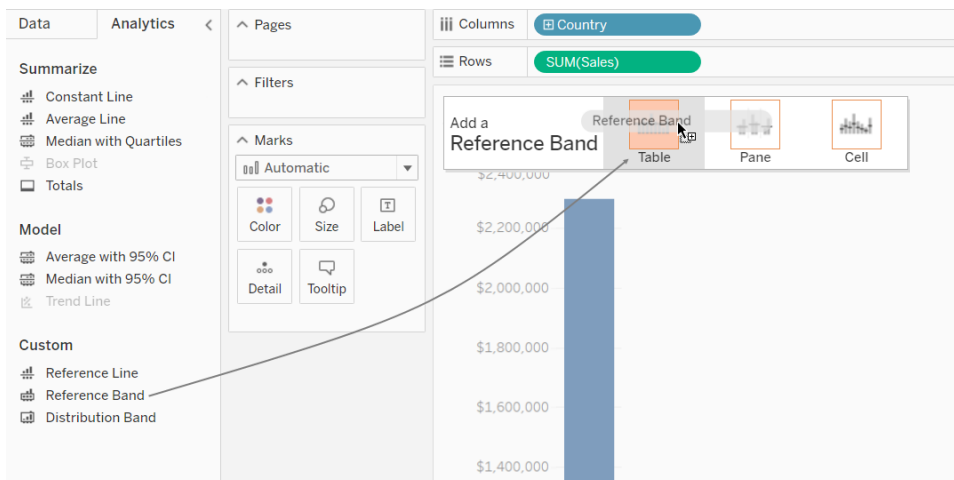 Data
Analytics
Summarize
Constant Line
Average Line
Median with Quartiles
Box Plot
Totals
Model
Average with 95% CI
Median with 95% CI
Trend Line
Custom
Reference Line
Reference Band
Distribution Band
Pages
Filters
Marks
Automatic
Color
Size
Label
Detail
Tooltip
Columns
Country
Rows
SUM(Sales)
Add a
Reference Band
Reference Band
Table
Pane
Cell
$2,400,000
$2,200,000
$2,000,000
$1,800,000
$1,600,000
$1,400,000